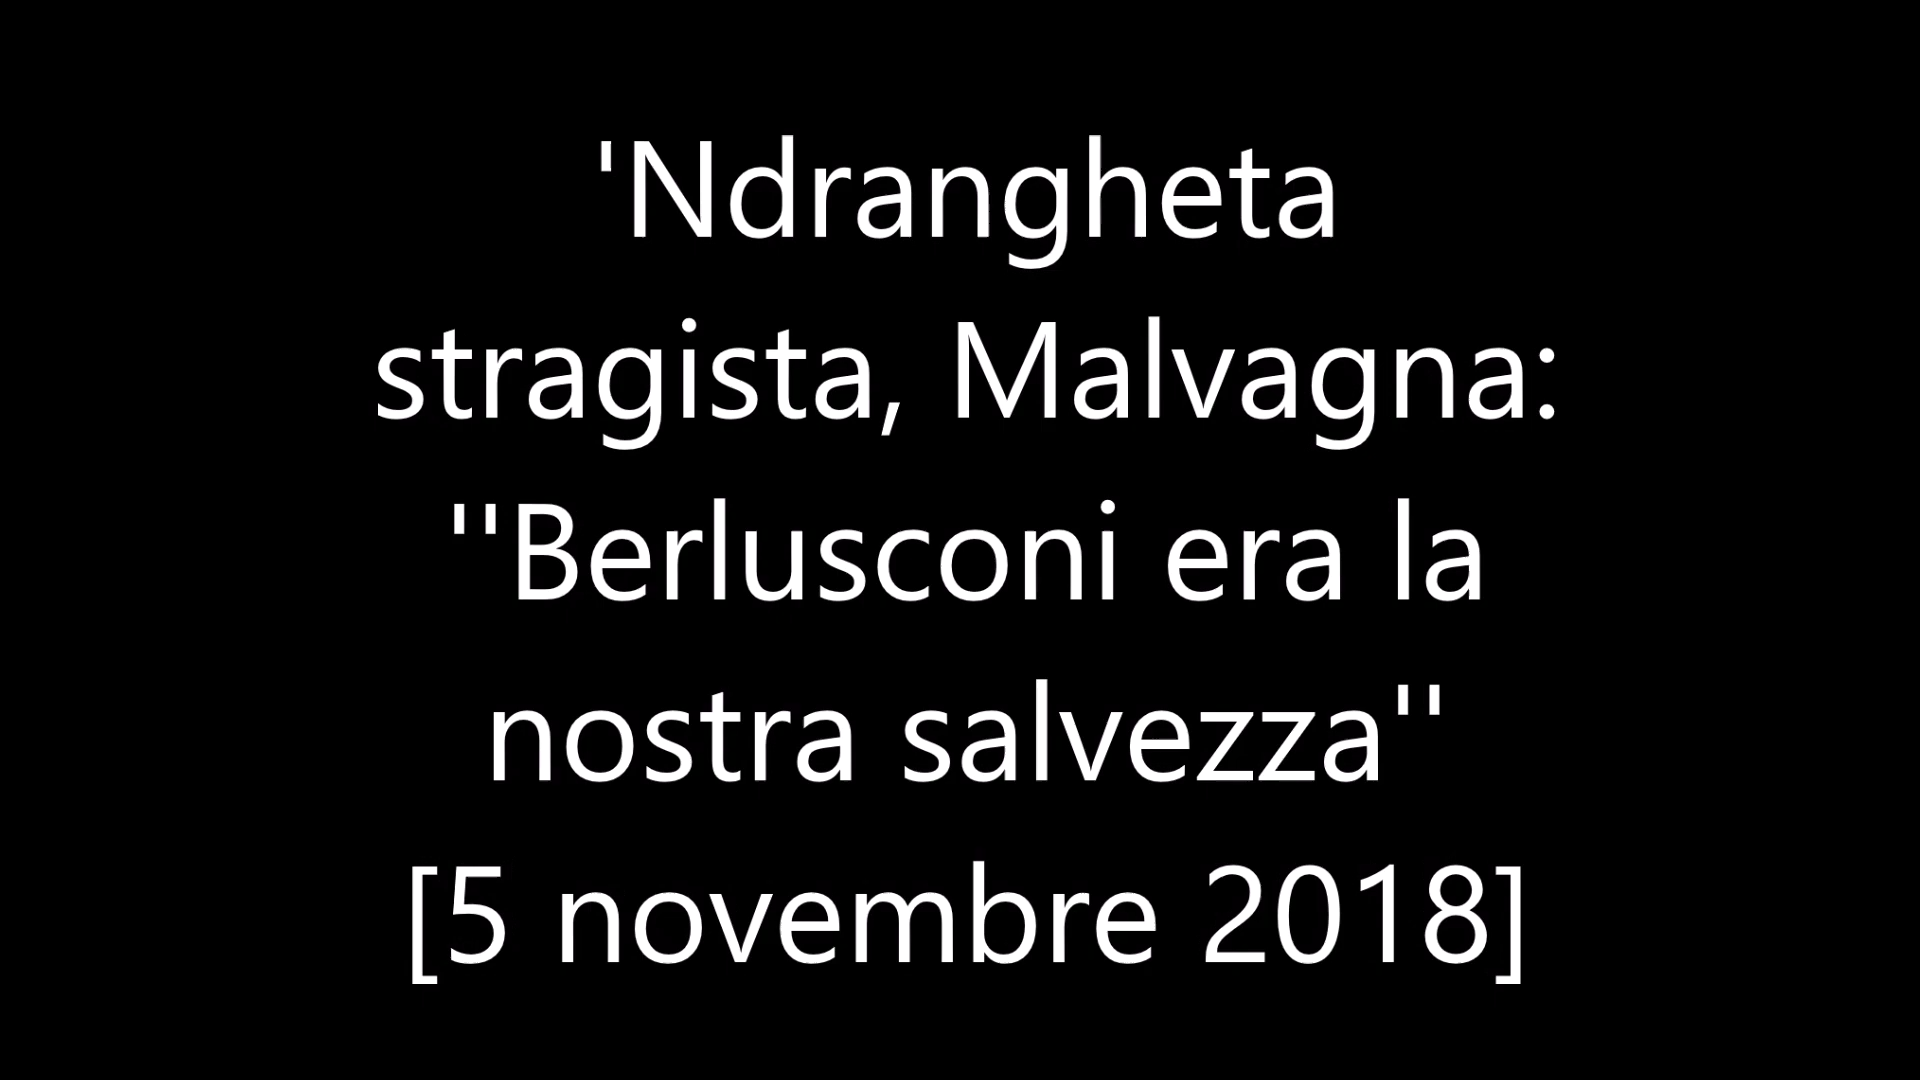 'Ndrangheta
stragista, Malvagna:
''Berlusconi era la
nostra salvezza''
[5 novembre 2018]